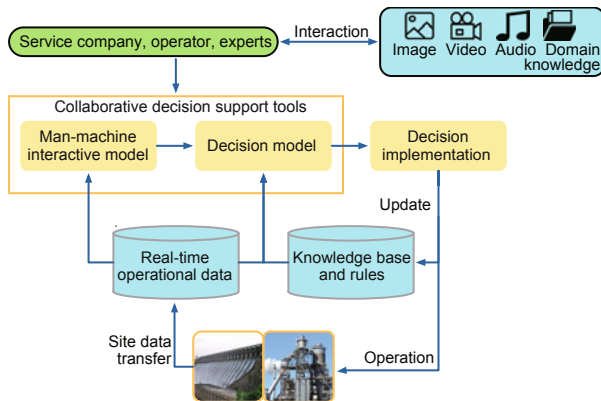 Service company, operator, experts
Interaction
Image Video Audio Domain
knowledge
Collaborative decision support tools
Man-machine
interactive model
Decision model
Decision
implementation
Update
Real-time
operational data
Knowledge base
and rules
Site data
transfer
Operation